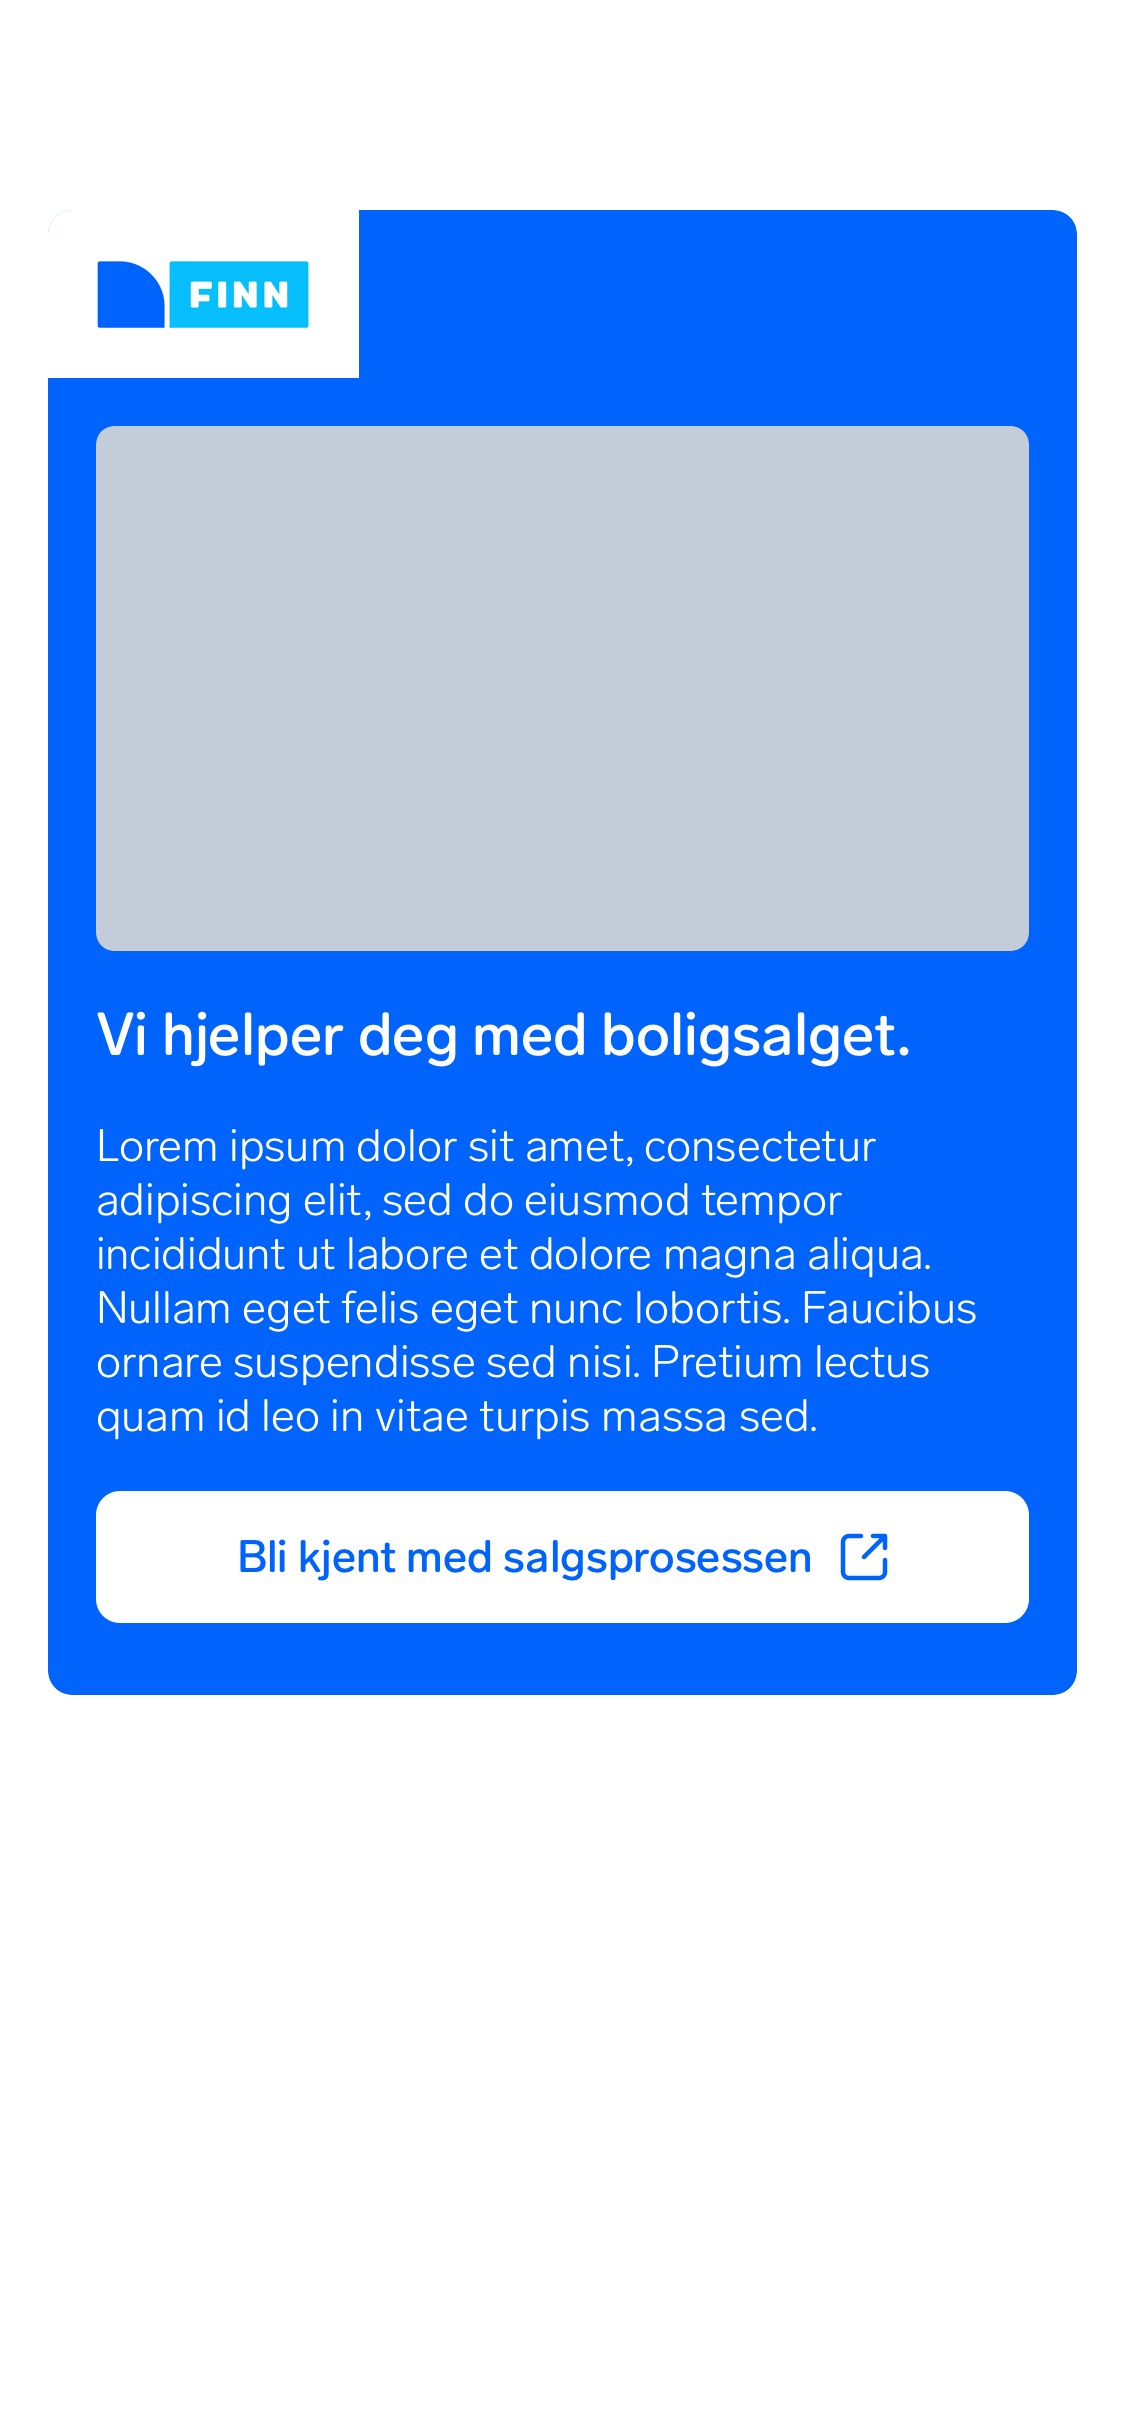 FINN
Vi hjelper deg med boligsalget.
Lorem ipsum dolor sit amet, consectetur
adipiscing elit, sed do eiusmod tempor
incididunt ut labore et dolore magna aliqua.
Nullam eget felis eget nunc lobortis. Faucibus
ornare suspendisse sed nisi. Pretium lectus
quam id leo in vitae turpis massa sed.
Bli kjent med salgsprosessen